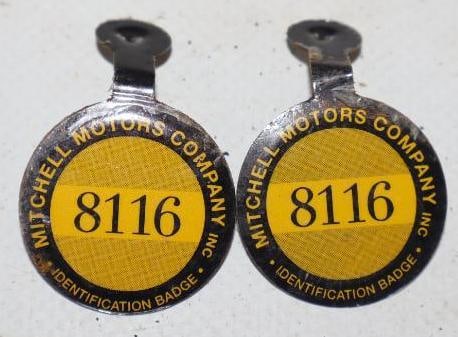 MITCHELL MOTORS COMPANY INC
8116
• IDENTIFICATION BADGE •
MITCHELL MOTORS COMPANY INC
8116
• IDENTIFICATION BADGE •